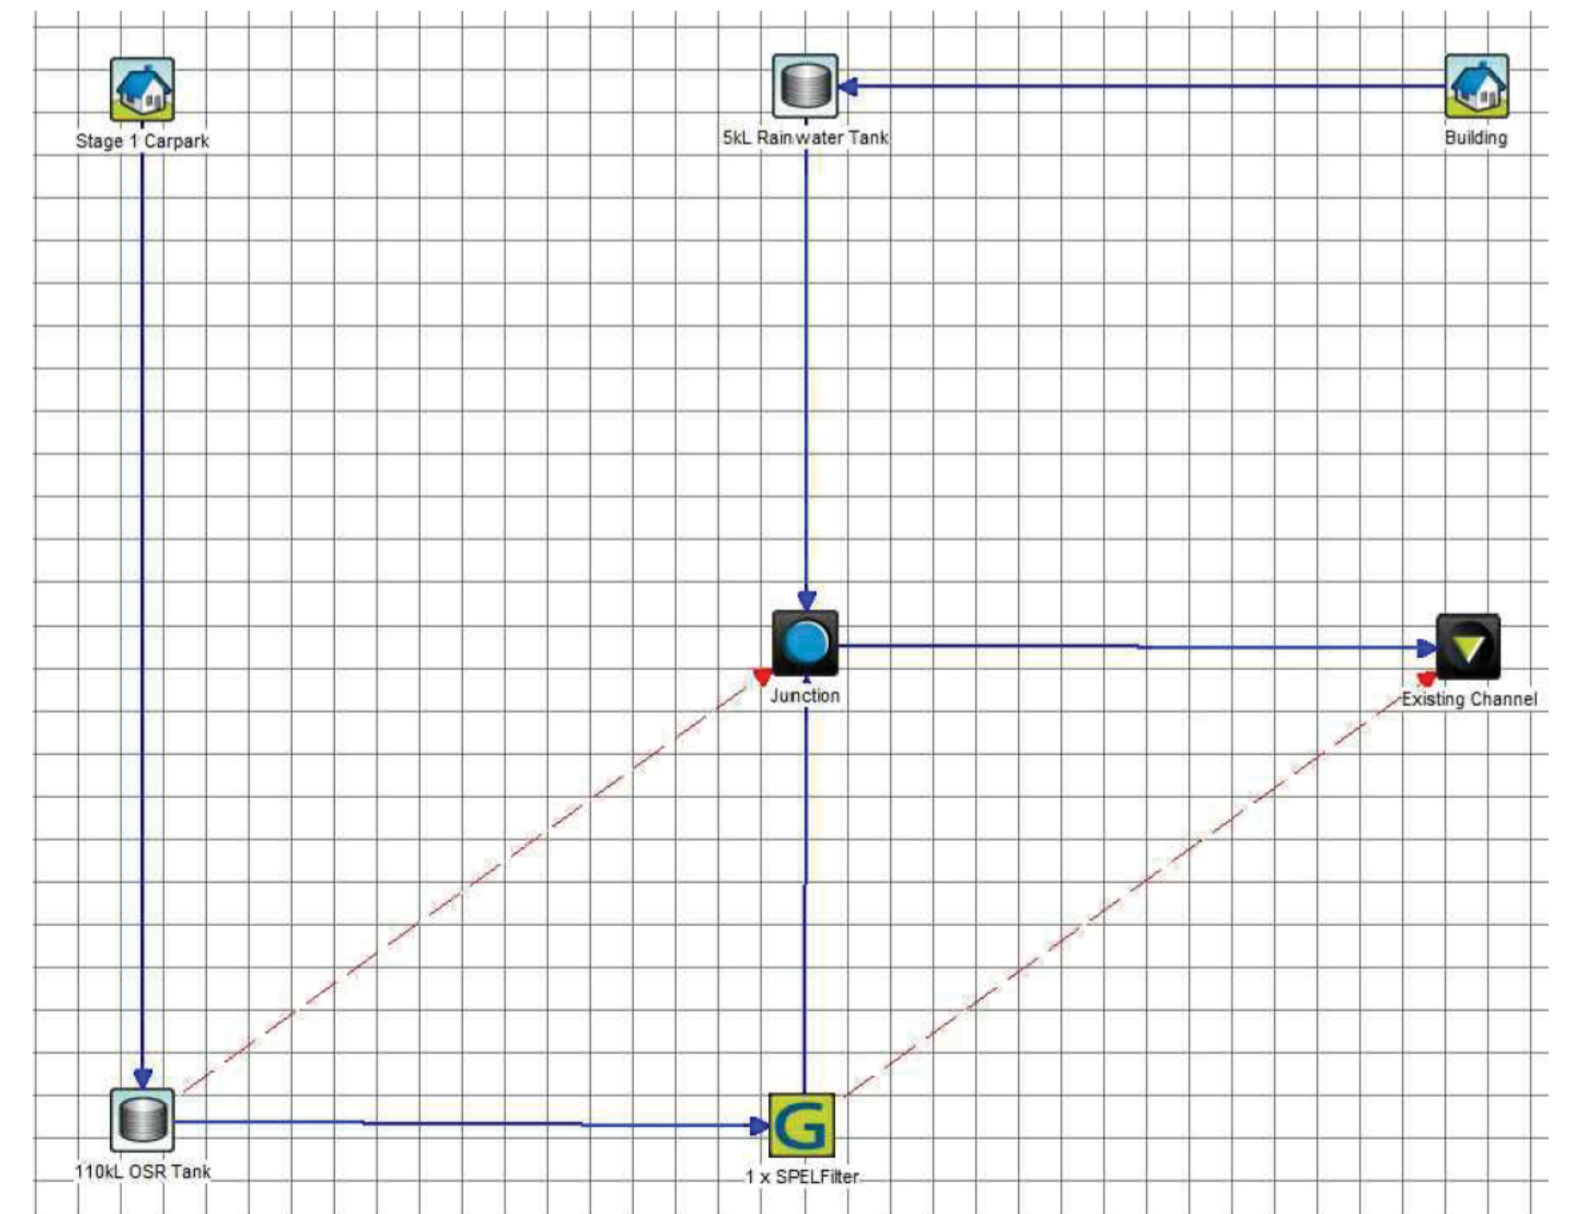 Stage 1 Carpark
5kL Rainwater Tank
Building
Junction
Existing Channel
110kL OSR Tank
G
1 x SPELFilter